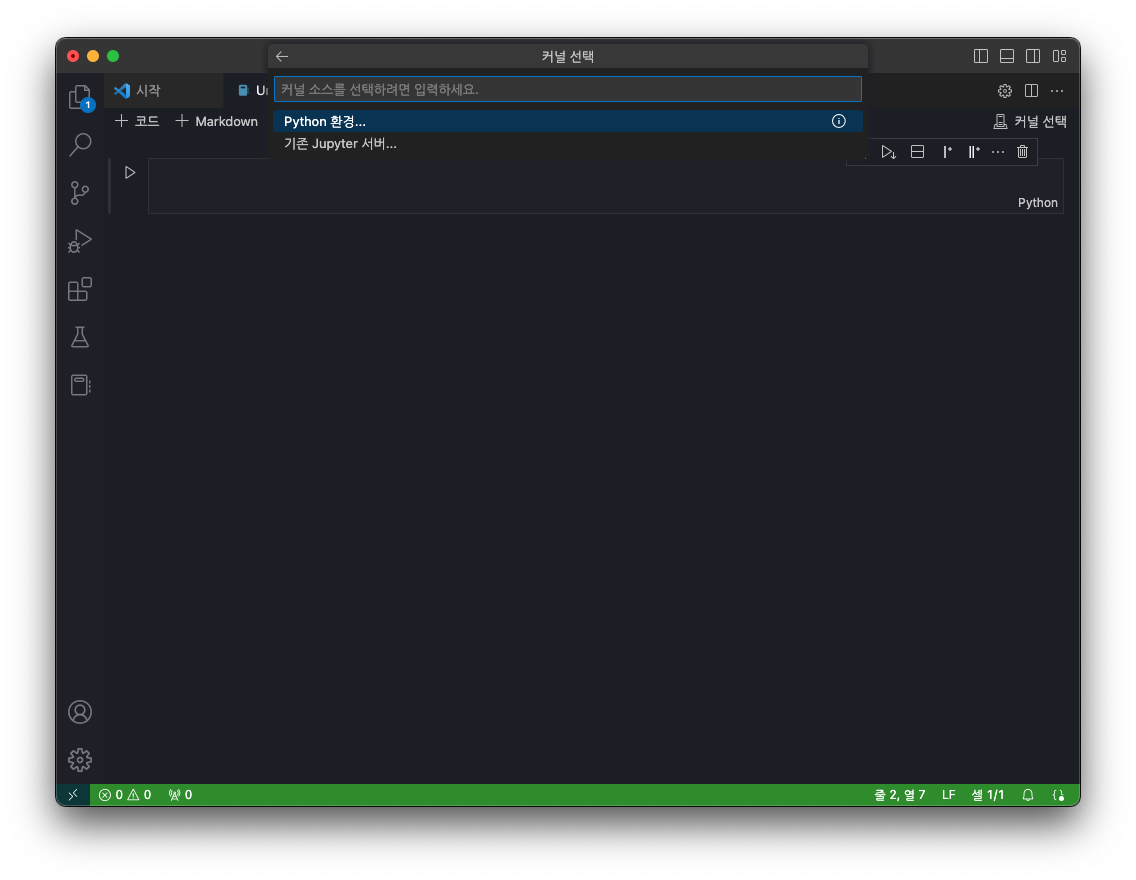 커널 선택
1
시작
Ur
커널 소스를 선택하려면 입력하세요.
코드
Markdown
Python 환경...
커널 선택
기존 Jupyter 서버...
Python
0
0
0
줄 2, 열 7
LF
셀 1/1